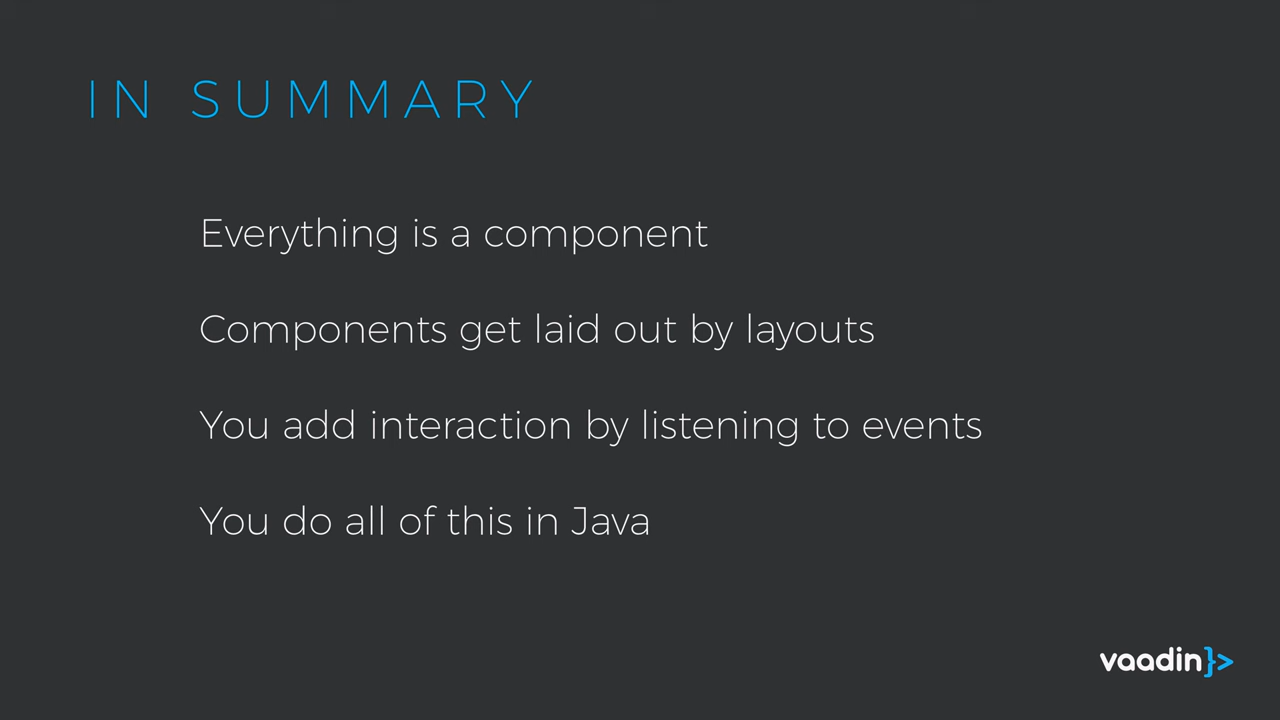 IN SUMMARY
Everything is a component
Components get laid out by layouts
You add interaction by listening to events
You do all of this in Java
vaadin}>